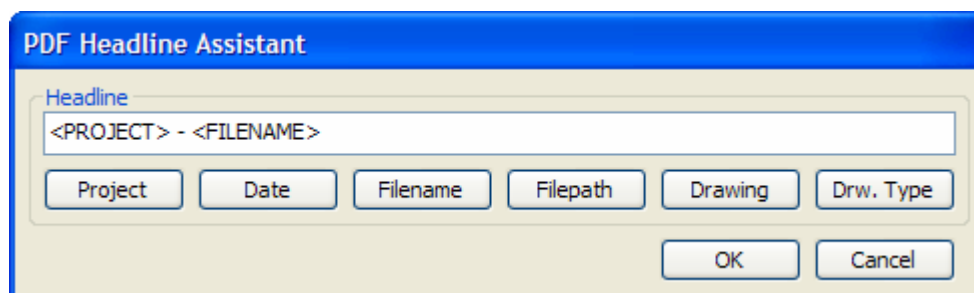 PDF Headline Assistant
Headline
<PROJECT> - <FILENAME>
Project Date Filename Filepath Drawing Drw. Type
OK Cancel